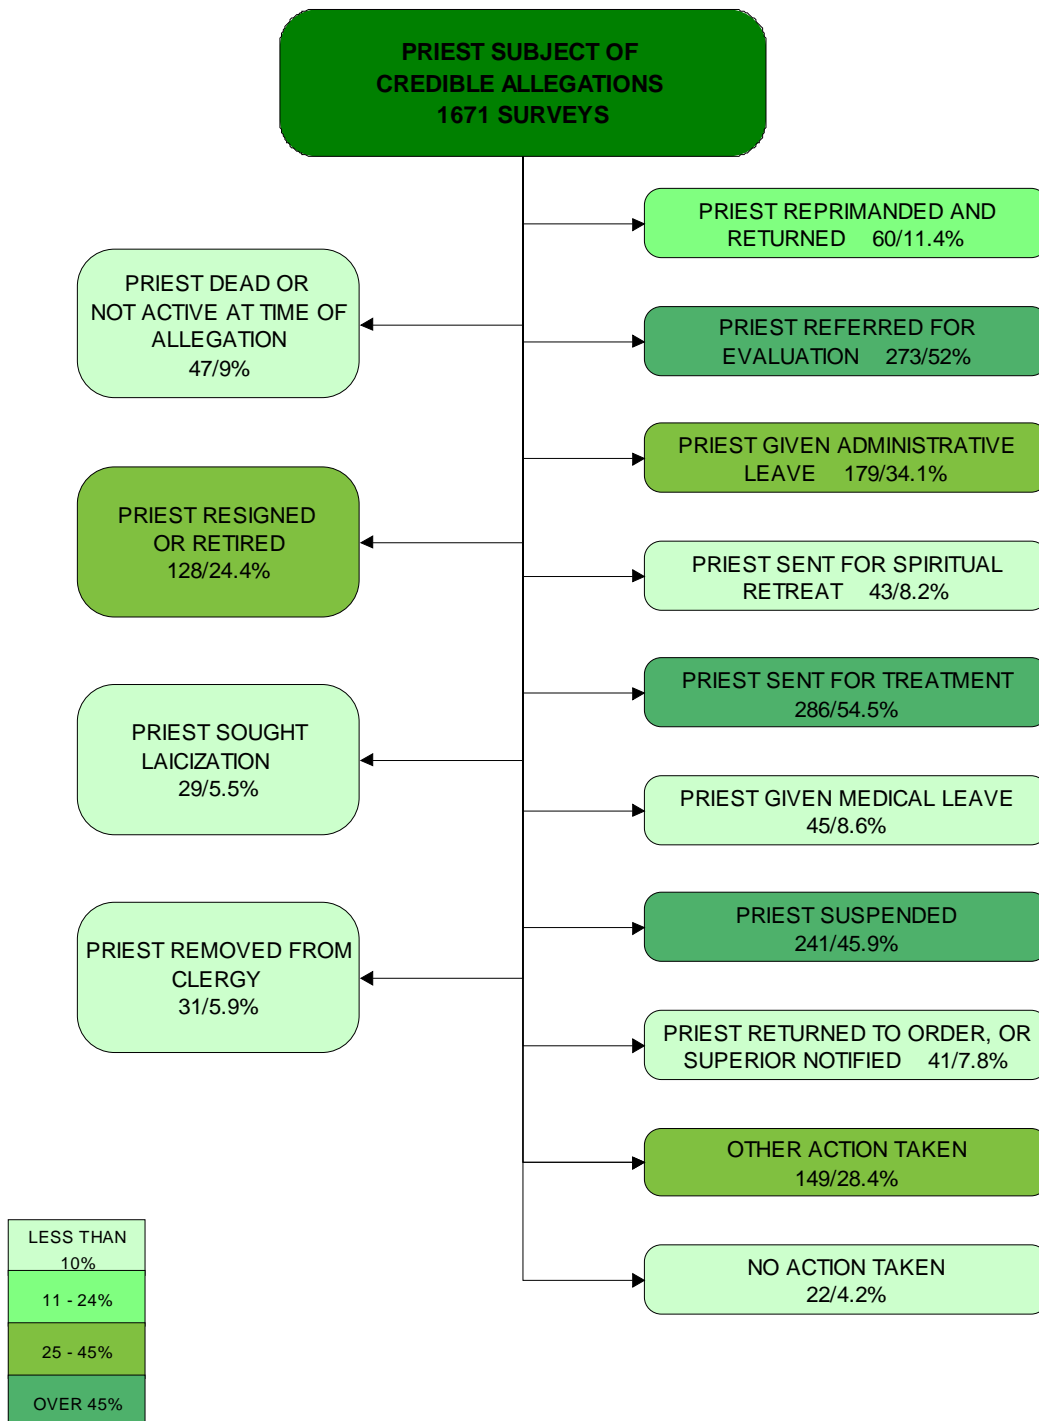 PRIEST SUBJECT OF
CREDIBLE ALLEGATIONS
1671 SURVEYS
PRIEST REPRIMANDED AND
RETURNED 60/11.4%
PRIEST DEAD OR
NOT ACTIVE AT TIME OF
ALLEGATION
47/9%
PRIEST REFERRED FOR
EVALUATION 273/52%
PRIEST GIVEN ADMINISTRATIVE
LEAVE 179/34.1%
PRIEST RESIGNED
OR RETIRED
128/24.4%
PRIEST SENT FOR SPIRITUAL
RETREAT 43/8.2%
PRIEST SENT FOR TREATMENT
286/54.5%
PRIEST SOUGHT
LAICIZATION
29/5.5%
PRIEST GIVEN MEDICAL LEAVE
45/8.6%
PRIEST SUSPENDED
241/45.9%
PRIEST REMOVED FROM
CLERGY
31/5.9%
PRIEST RETURNED TO ORDER, OR
SUPERIOR NOTIFIED 41/7.8%
OTHER ACTION TAKEN
149/28.4%
NO ACTION TAKEN
22/4.2%
LESS THAN
10%
11 - 24%
25 - 45%
OVER 45%